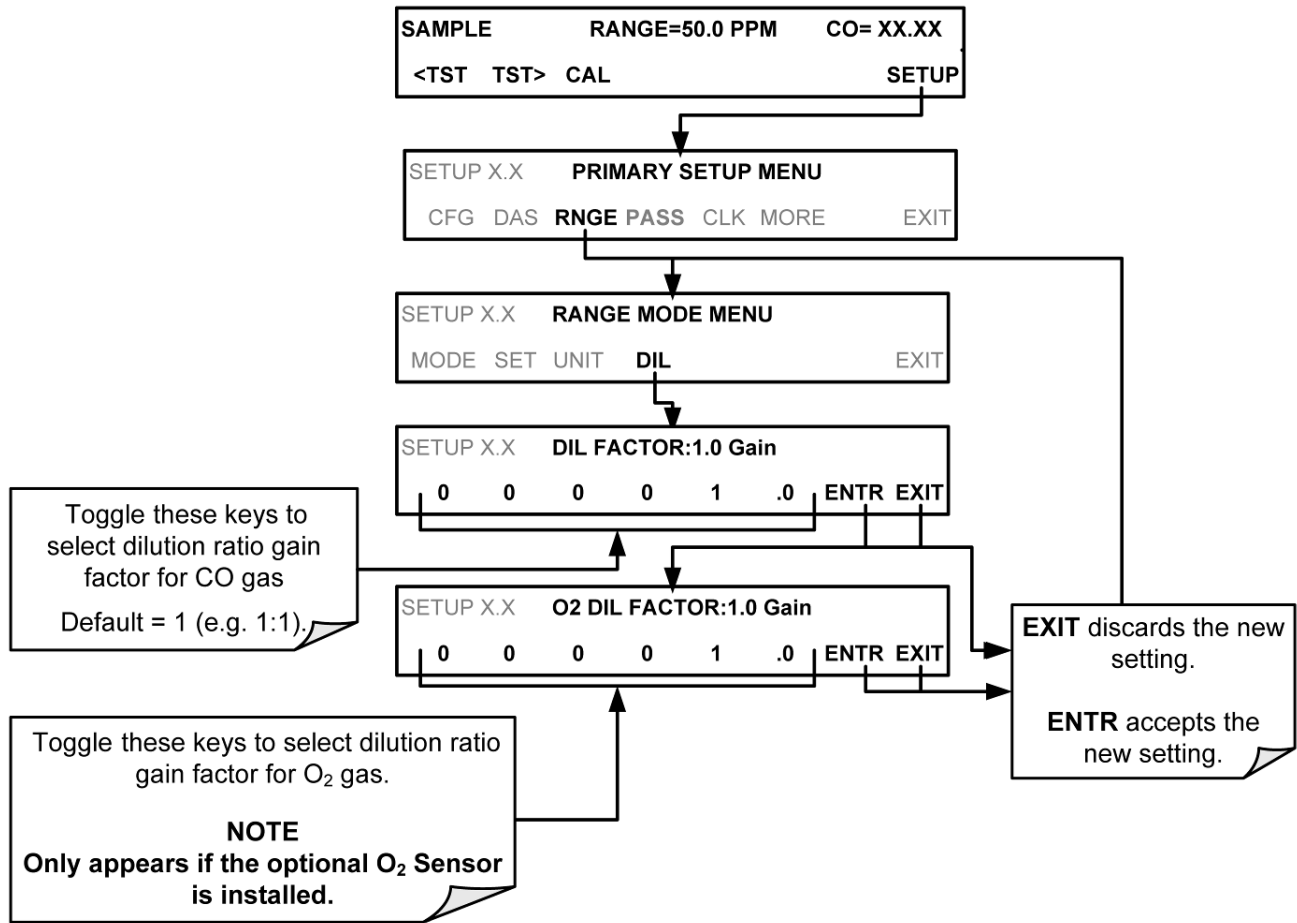 SAMPLE RANGE=50.0 PPM CO= XX.XX
<TST TST> CAL SETUP
SETUP X.X PRIMARY SETUP MENU
CFG DAS RNGE PASS CLK MORE EXIT
SETUP X.X RANGE MODE MENU
MODE SET UNIT DIL EXIT
SETUP X.X DIL FACTOR:1.0 Gain
0 0 0 0 1 .0 ENTR EXIT
Toggle these keys to
select dilution ratio gain
factor for CO gas
Default = 1 (e.g. 1:1).
SETUP X.X O2 DIL FACTOR:1.0 Gain
0 0 0 0 1 .0 ENTR EXIT
EXIT discards the new
setting.
ENTR accepts the
new setting.
Toggle these keys to select dilution ratio
gain factor for O₂ gas.
NOTE
Only appears if the optional O₂ Sensor
is installed.